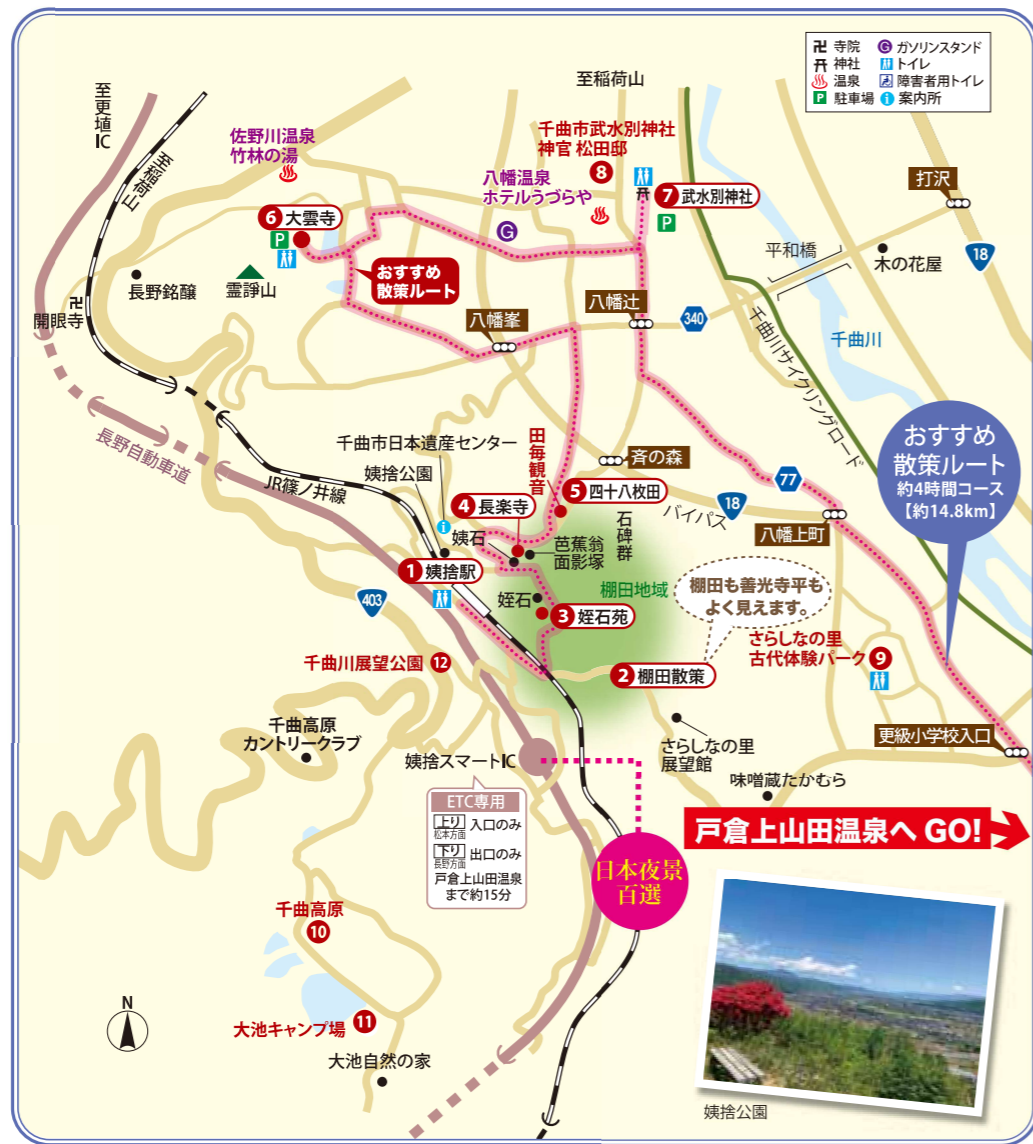 寺院
ガソリンスタンド
神社
トイレ
温泉
障害者用トイレ
駐車場
案内所
至稲荷山
至更埴IC
至稲荷山
佐野川温泉
竹林の湯
千曲市武水別神社
神官 松田邸
8
八幡温泉
ホテルうづらや
7 武水別神社
打沢
6 大雲寺
平和橋
木の花屋
18
おすすめ
散策ルート
長野銘醸
霊諍山
開眼寺
八幡辻
340
八幡峯
千曲川
千曲川サイクリングロード
長野自動車道
JR篠ノ井線
千曲市日本遺産センター
姨捨公園
田毎観音
斉の森
おすすめ
散策ルート
約4時間コース
【約14.8km】
77
5 四十八枚田
4 長楽寺
バイパス
18
八幡上町
石碑群
姨石
芭蕉翁
面影塚
1 姨捨駅
棚田地域
棚田も善光寺平も
よく見えます。
403
姪石
3 姪石苑
さらしなの里
古代体験パーク
9
千曲川展望公園
12
2 棚田散策
千曲高原
カントリークラブ
さらしなの里
展望館
更級小学校入口
姨捨スマートIC
味噌蔵たかむら
ETC専用
上り 入口のみ
松本方面
下り 出口のみ
長野方面
戸倉上山田温泉
まで約15分
戸倉上山田温泉へ GO!
日本夜景
百選
千曲高原
10
N
大池キャンプ場
11
大池自然の家
姨捨公園